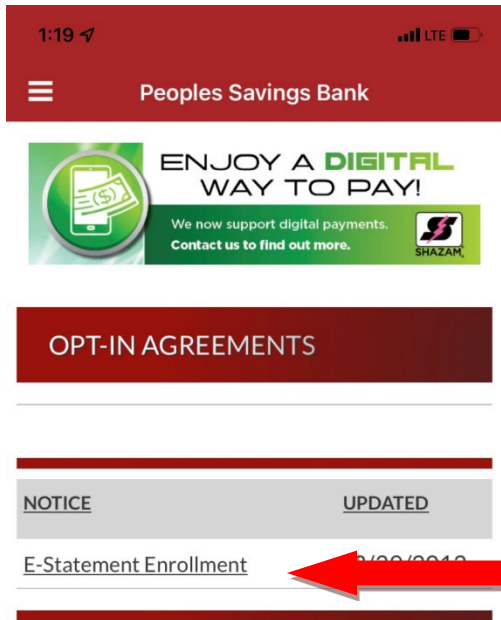 1:19 LTE
Peoples Savings Bank
ENJOY A DIGITAL
WAY TO PAY!
($)
We now support digital payments.
Contact us to find out more.
SHAZAM
OPT-IN AGREEMENTS
NOTICE UPDATED
E-Statement Enrollment